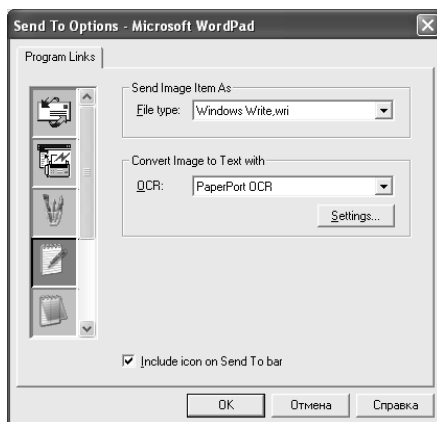 Send To Options - Microsoft WordPad
Program Links
Send Image Item As
File type: Windows Write,wri
Convert Image to Text with
OCR: PaperPort OCR
Settings...
Include icon on Send To bar
OK Отмена Справка